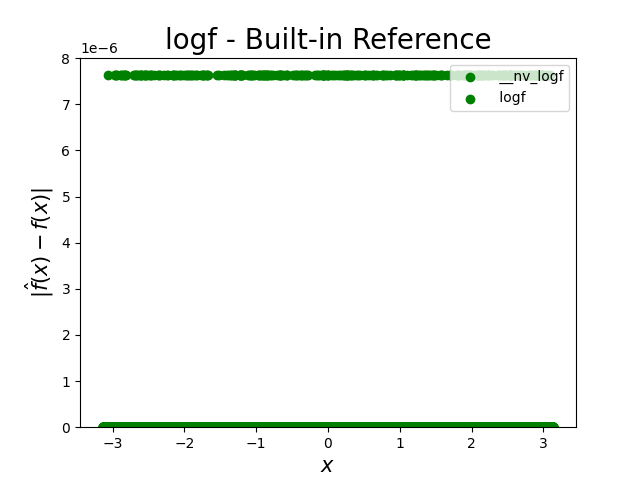 logf - Built-in Reference
1e−6
8
7
6
5
4
3
2
1
0
|f̂(x) − f(x)|
__nv_logf
logf
−3 −2 −1 0 1 2 3
x